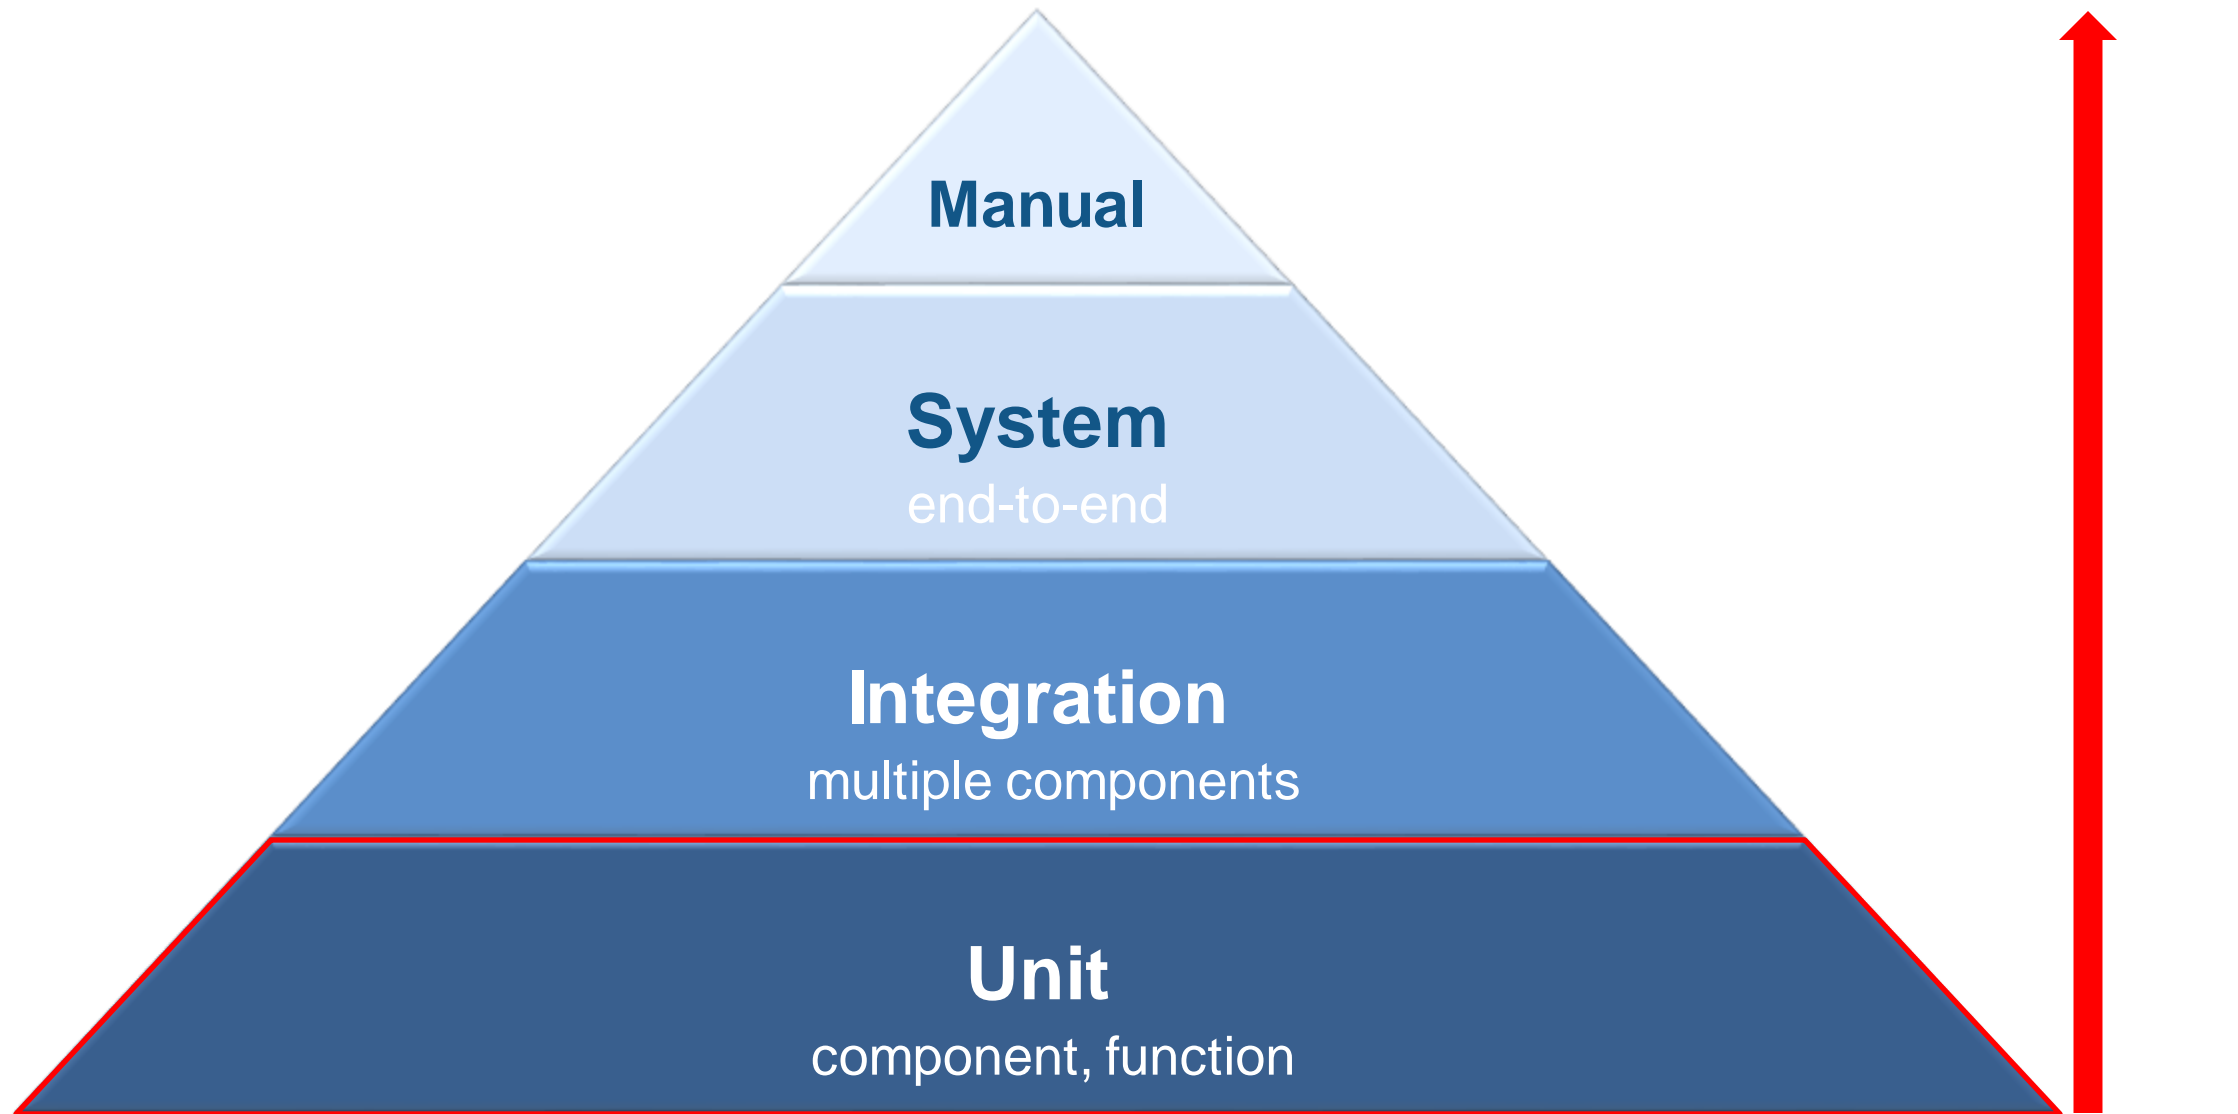 Manual
System
end-to-end
Integration
multiple components
Unit
component, function